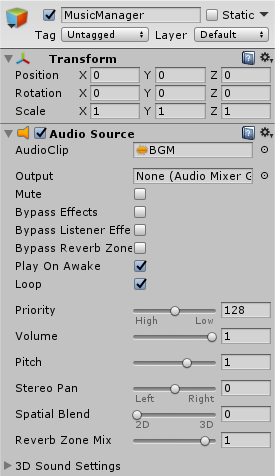 MusicManager Static
Tag Untagged Layer Default
Transform
Position X 0 Y 0 Z 0
Rotation X 0 Y 0 Z 0
Scale X 1 Y 1 Z 1
Audio Source
AudioClip BGM
Output None (Audio Mixer G
Mute
Bypass Effects
Bypass Listener Effe
Bypass Reverb Zone
Play On Awake
Loop
Priority 128
High Low
Volume 1
Pitch 1
Stereo Pan 0
Left Right
Spatial Blend 0
2D 3D
Reverb Zone Mix 1
3D Sound Settings